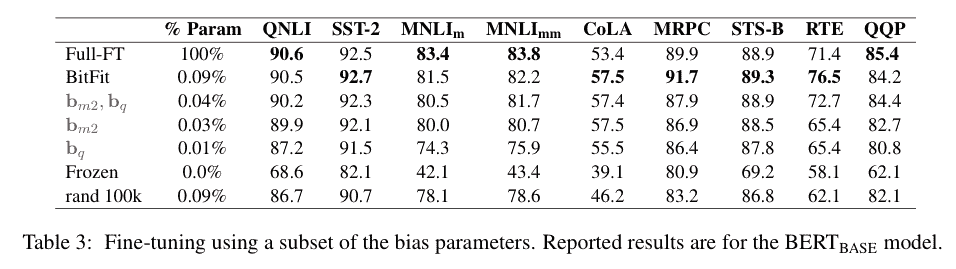 % Param QNLI SST-2 MNLIm MNLImm CoLA MRPC STS-B RTE QQP
Full-FT 100% 90.6 92.5 83.4 83.8 53.4 89.9 88.9 71.4 85.4
BitFit 0.09% 90.5 92.7 81.5 82.2 57.5 91.7 89.3 76.5 84.2
bm2, bq 0.04% 90.2 92.3 80.5 81.7 57.4 87.9 88.9 72.7 84.4
bm2 0.03% 89.9 92.1 80.0 80.7 57.5 86.9 88.5 65.4 82.7
bq 0.01% 87.2 91.5 74.3 75.9 55.5 86.4 87.8 65.4 80.8
Frozen 0.0% 68.6 82.1 42.1 43.4 39.1 80.9 69.2 58.1 62.1
rand 100k 0.09% 86.7 90.7 78.1 78.6 46.2 83.2 86.8 62.1 82.1
Table 3: Fine-tuning using a subset of the bias parameters. Reported results are for the BERTBASE model.